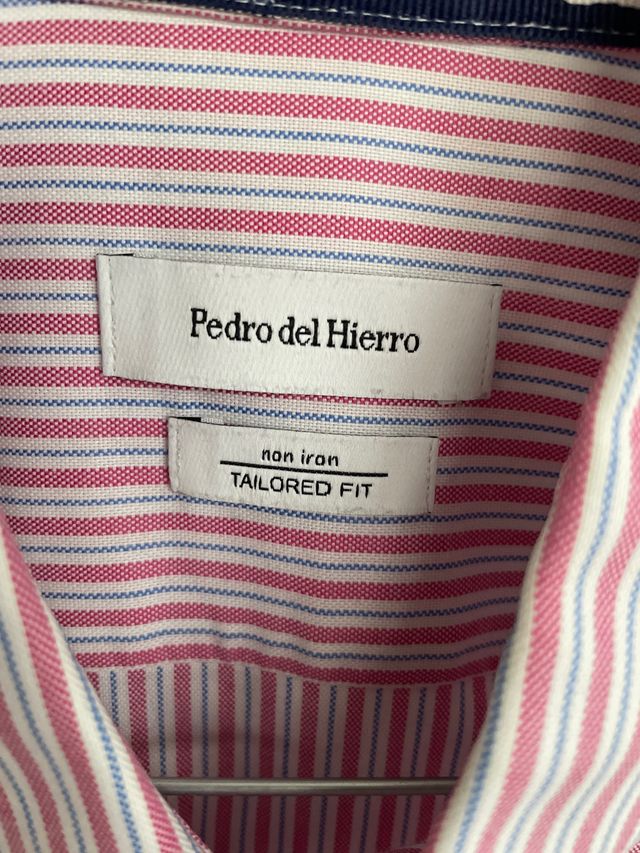 Pedro del Hierro
non iron
TAILORED FIT